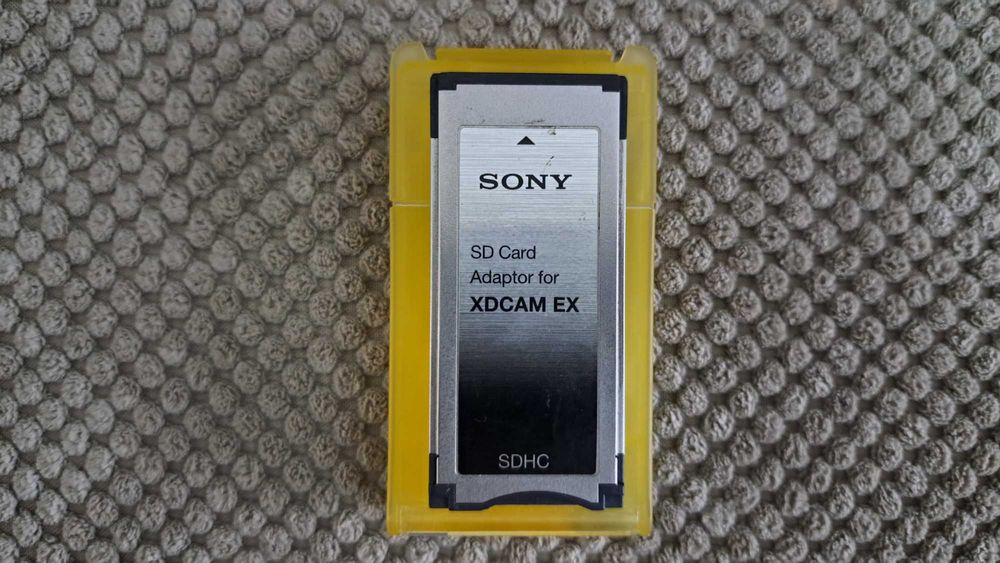 SONY
SD Card
Adaptor for
XDCAM EX
SDHC